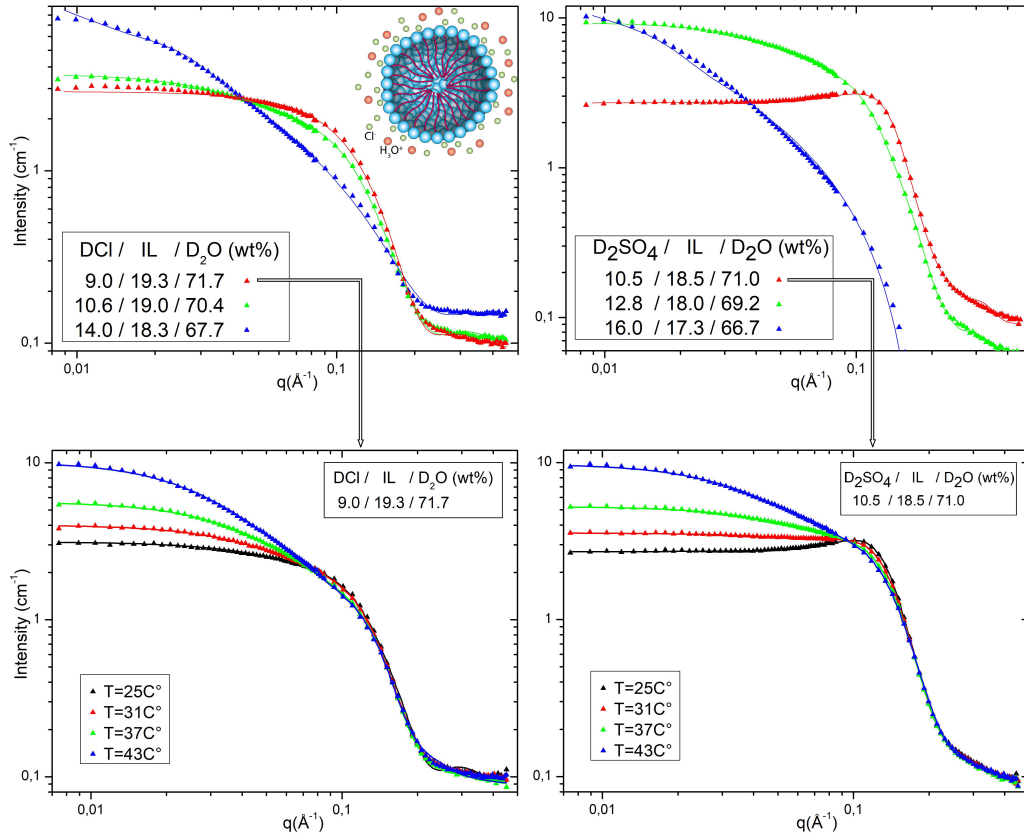 Intensity (cm⁻¹)
1
0,1
0,01
0,1
q(Å⁻¹)
Cl⁻
H₃O⁺
DCl / IL / D₂O (wt%)
9.0 / 19.3 / 71.7
10.6 / 19.0 / 70.4
14.0 / 18.3 / 67.7
10
1
0,1
0,01
0,1
q(Å⁻¹)
D₂SO₄ / IL / D₂O (wt%)
10.5 / 18.5 / 71.0
12.8 / 18.0 / 69.2
16.0 / 17.3 / 66.7
Intensity (cm⁻¹)
10
1
0,1
0,01
0,1
q(Å⁻¹)
DCl / IL / D₂O (wt%)
9.0 / 19.3 / 71.7
T=25C°
T=31C°
T=37C°
T=43C°
10
1
0,1
0,01
0,1
q(Å⁻¹)
D₂SO₄ / IL / D₂O (wt%)
10.5 / 18.5 / 71.0
T=25C°
T=31C°
T=37C°
T=43C°